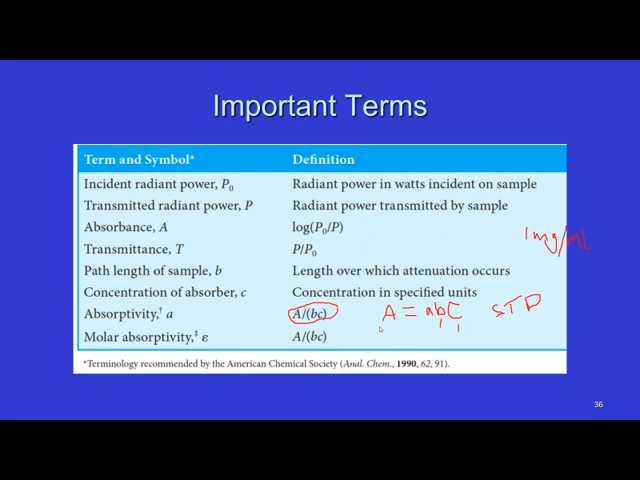 Important Terms
Term and Symbol* Definition
Incident radiant power, P₀ Radiant power in watts incident on sample
Transmitted radiant power, P Radiant power transmitted by sample
Absorbance, A log(P₀/P)
Transmittance, T P/P₀
1mg/mL
Path length of sample, b Length over which attenuation occurs
Concentration of absorber, c Concentration in specified units
Absorptivity,† a A/(bc) A = abC STP
1 1
Molar absorptivity,‡ ε A/(bc)
*Terminology recommended by the American Chemical Society (Anal. Chem., 1990, 62, 91).
36